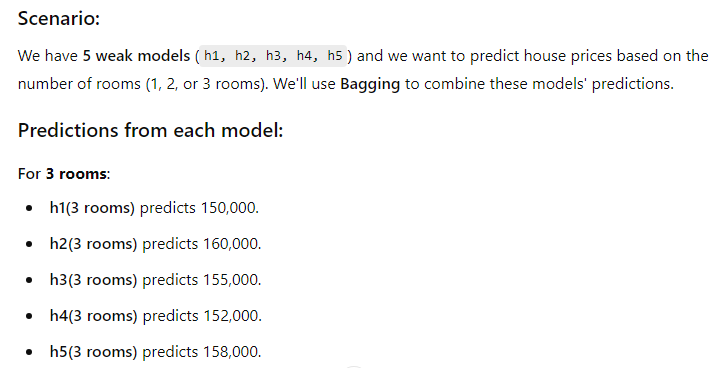 Scenario:
We have 5 weak models ( h1, h2, h3, h4, h5 ) and we want to predict house prices based on the
number of rooms (1, 2, or 3 rooms). We'll use Bagging to combine these models' predictions.
Predictions from each model:
For 3 rooms:
• h1(3 rooms) predicts 150,000.
• h2(3 rooms) predicts 160,000.
• h3(3 rooms) predicts 155,000.
• h4(3 rooms) predicts 152,000.
• h5(3 rooms) predicts 158,000.